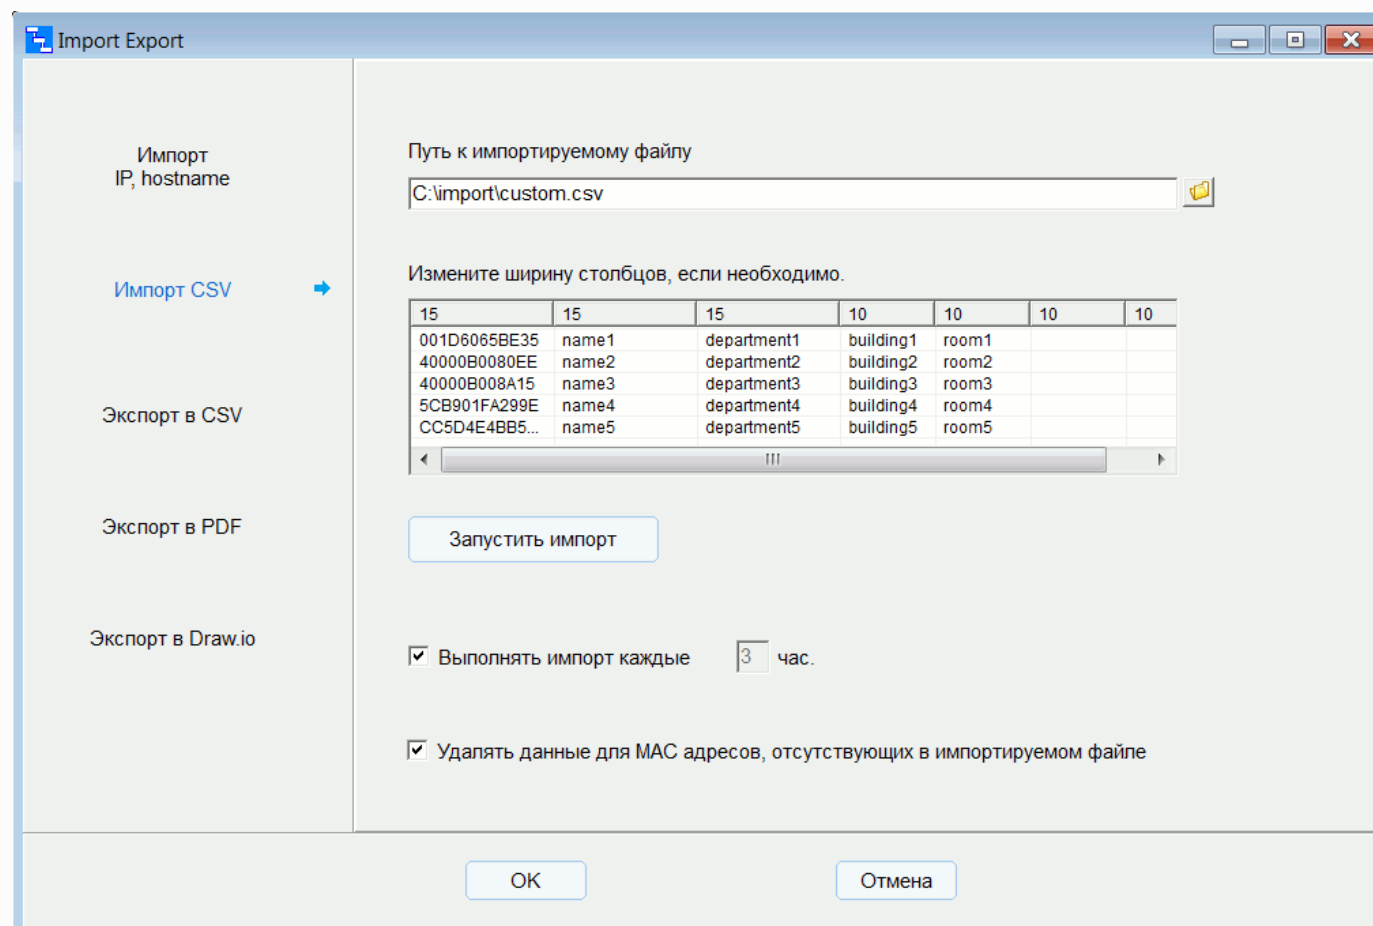 Import Export
Импорт
IP, hostname
Импорт CSV
Экспорт в CSV
Экспорт в PDF
Экспорт в Draw.io
Путь к импортируемому файлу
C:\import\custom.csv
Измените ширину столбцов, если необходимо.
15 15 15 10 10 10 10
001D6065BE35 name1 department1 building1 room1
40000B0080EE name2 department2 building2 room2
40000B008A15 name3 department3 building3 room3
5CB901FA299E name4 department4 building4 room4
CC5D4E4BB5... name5 department5 building5 room5
Запустить импорт
Выполнять импорт каждые 3 час.
Удалять данные для MAC адресов, отсутствующих в импортируемом файле
OK Отмена